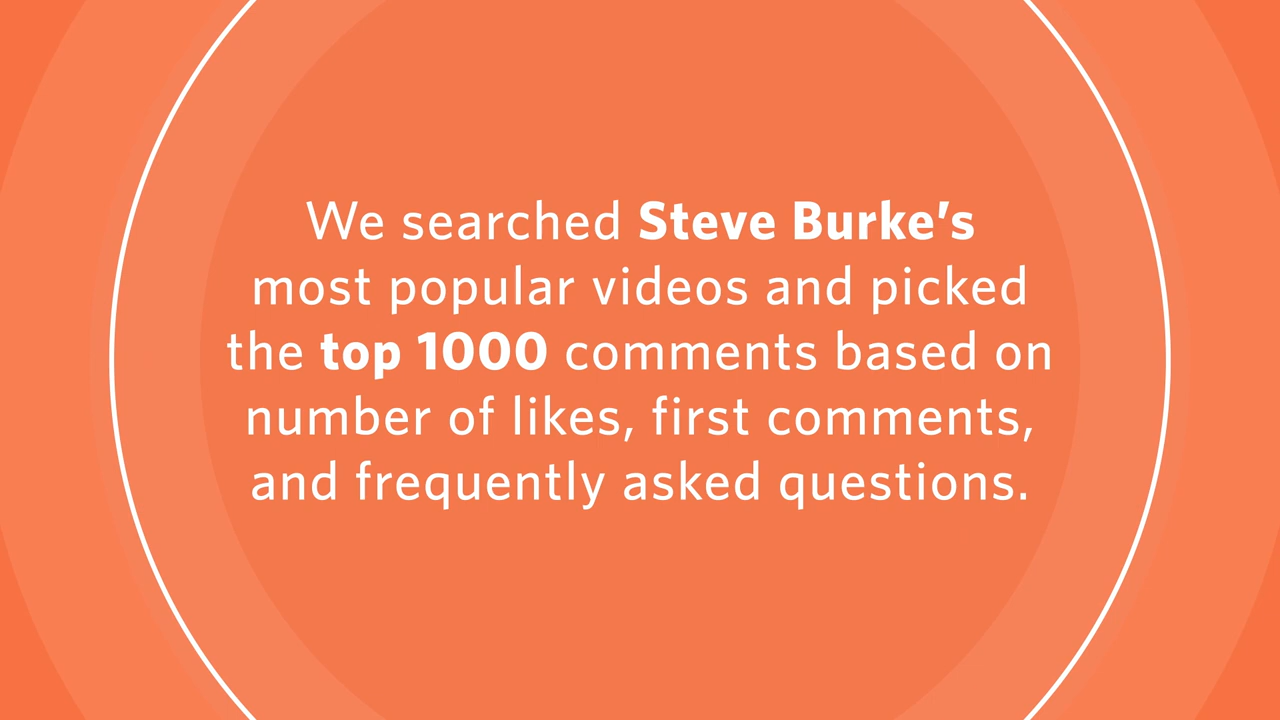 We searched Steve Burke’s
most popular videos and picked
the top 1000 comments based on
number of likes, first comments,
and frequently asked questions.